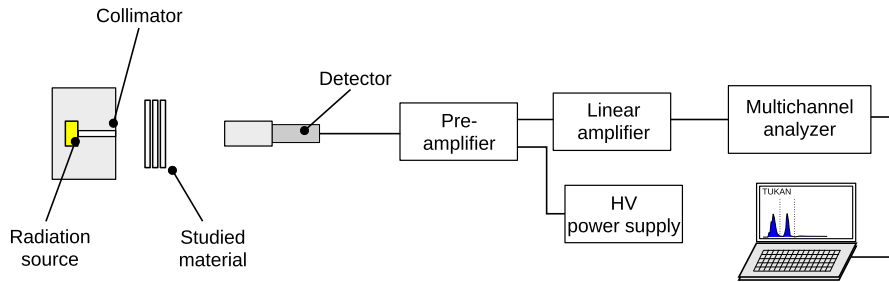 Collimator
Detector
Pre-
amplifier
Linear
amplifier
Multichannel
analyzer
HV
power supply
TUKAN
Radiation
source
Studied
material